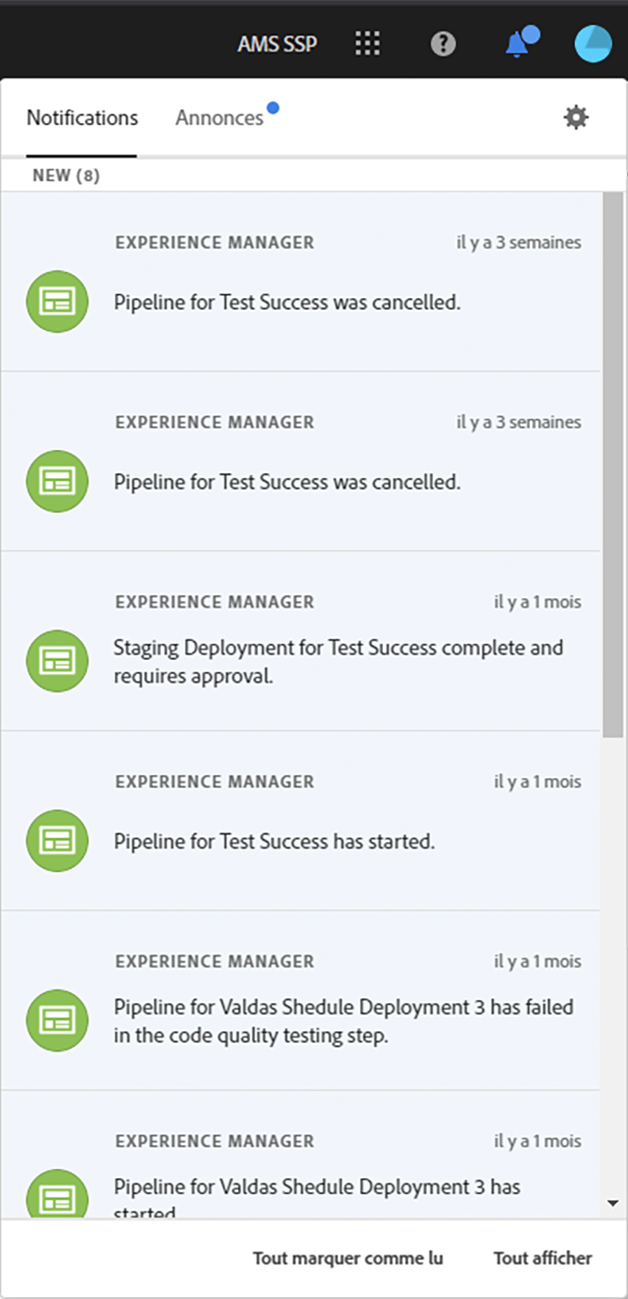 AMS SSP
Notifications Annonces
NEW (8)
EXPERIENCE MANAGER il y a 3 semaines
Pipeline for Test Success was cancelled.
EXPERIENCE MANAGER il y a 3 semaines
Pipeline for Test Success was cancelled.
EXPERIENCE MANAGER il y a 1 mois
Staging Deployment for Test Success complete and
requires approval.
EXPERIENCE MANAGER il y a 1 mois
Pipeline for Test Success has started.
EXPERIENCE MANAGER il y a 1 mois
Pipeline for Valdas Shedule Deployment 3 has failed
in the code quality testing step.
EXPERIENCE MANAGER il y a 1 mois
Pipeline for Valdas Shedule Deployment 3 has
started
Tout marquer comme lu Tout afficher